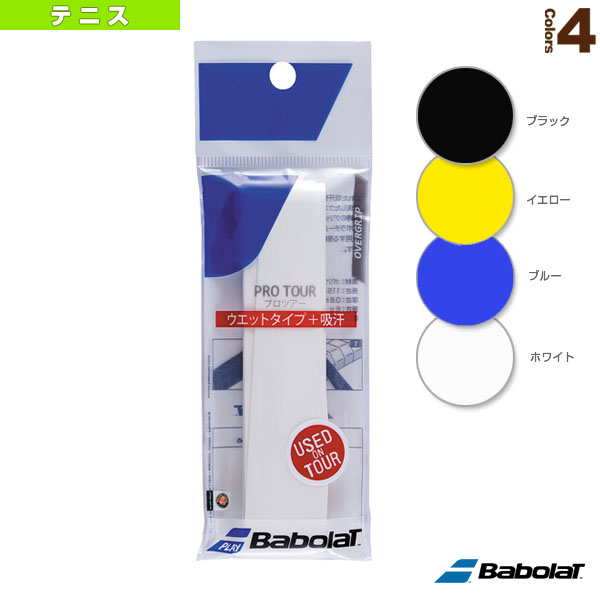 テニス
Colors 4
OVERGRIP
PRO TOUR
プロツアー
ウエットタイプ+吸汗
USED
ON
TOUR
PLAY
BabolaT
ブラック
イエロー
ブルー
ホワイト
BabolaT